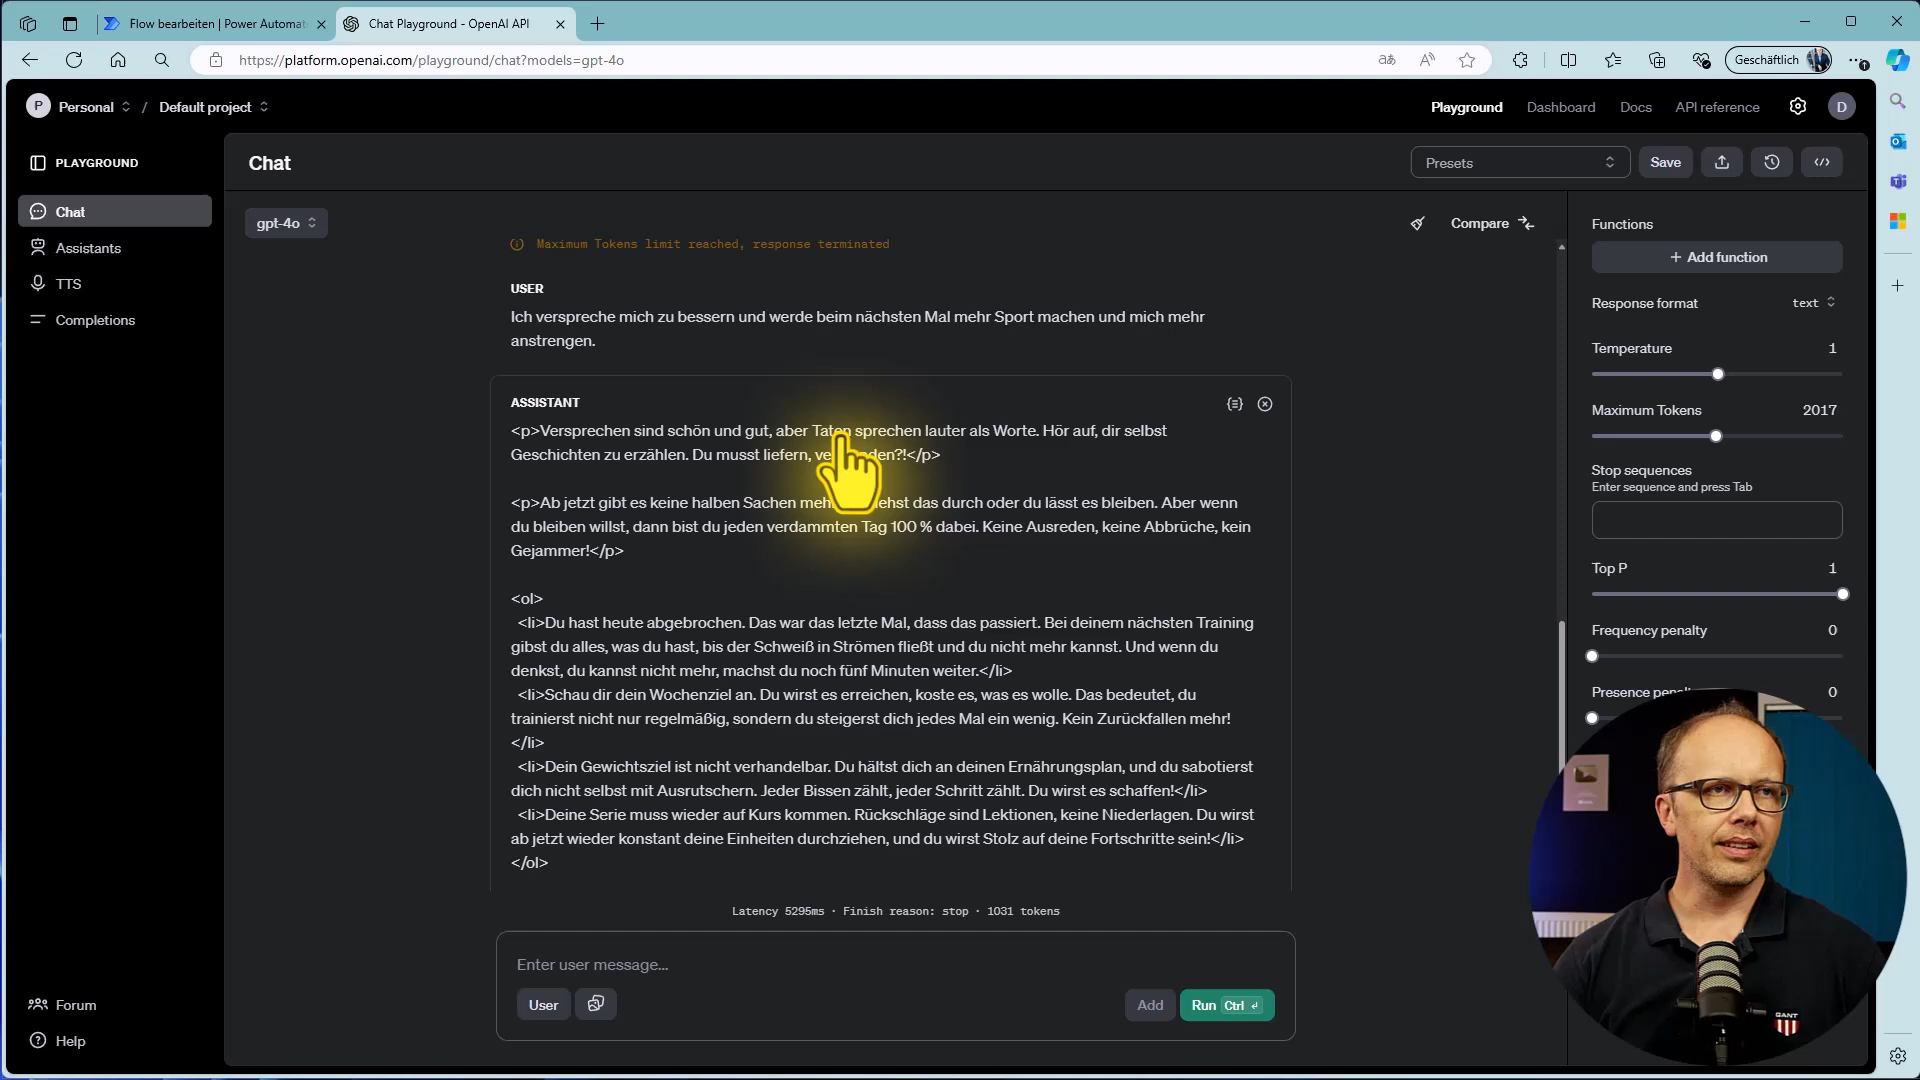 Flow bearbeiten | Power Automat
Chat Playground - OpenAI API
https://platform.openai.com/playground/chat?models=gpt-4o
Geschäftlich
P Personal / Default project
Playground Dashboard Docs API reference D
PLAYGROUND
Chat
Assistants
TTS
Completions
Forum
Help
Chat
Presets Save
gpt-4o
Compare
Maximum Tokens limit reached, response terminated
USER
Ich verspreche mich zu bessern und werde beim nächsten Mal mehr Sport machen und mich mehr
anstrengen.
ASSISTANT
<p>Versprechen sind schön und gut, aber Taten sprechen lauter als Worte. Hör auf, dir selbst
Geschichten zu erzählen. Du musst liefern, ?!</p>
<p>Ab jetzt gibt es keine halben Sachen das durch oder du lässt es bleiben. Aber wenn
du bleiben willst, dann bist du jeden verdammten Tag 100 % dabei. Keine Ausreden, keine Abbrüche, kein
Gejammer!</p>
<ol>
<li>Du hast heute abgebrochen. Das war das letzte Mal, dass das passiert. Bei deinem nächsten Training
gibst du alles, was du hast, bis der Schweiß in Strömen fließt und du nicht mehr kannst. Und wenn du
denkst, du kannst nicht mehr, machst du noch fünf Minuten weiter.</li>
<li>Schau dir dein Wochenziel an. Du wirst es erreichen, koste es, was es wolle. Das bedeutet, du
trainierst nicht nur regelmäßig, sondern du steigerst dich jedes Mal ein wenig. Kein Zurückfallen mehr!
</li>
<li>Dein Gewichtsziel ist nicht verhandelbar. Du hältst dich an deinen Ernährungsplan, und du sabotierst
dich nicht selbst mit Ausrutschern. Jeder Bissen zählt, jeder Schritt zählt. Du wirst es schaffen!</li>
<li>Deine Serie muss wieder auf Kurs kommen. Rückschläge sind Lektionen, keine Niederlagen. Du wirst
ab jetzt wieder konstant deine Einheiten durchziehen, und du wirst Stolz auf deine Fortschritte sein!</li>
</ol>
Latency 5295ms · Finish reason: stop · 1031 tokens
Enter user message...
User
Add
Run Ctrl ↵
Functions
+ Add function
Response format text
Temperature 1
Maximum Tokens 2017
Stop sequences
Enter sequence and press Tab
Top P 1
Frequency penalty 0
Presence 0
GANT